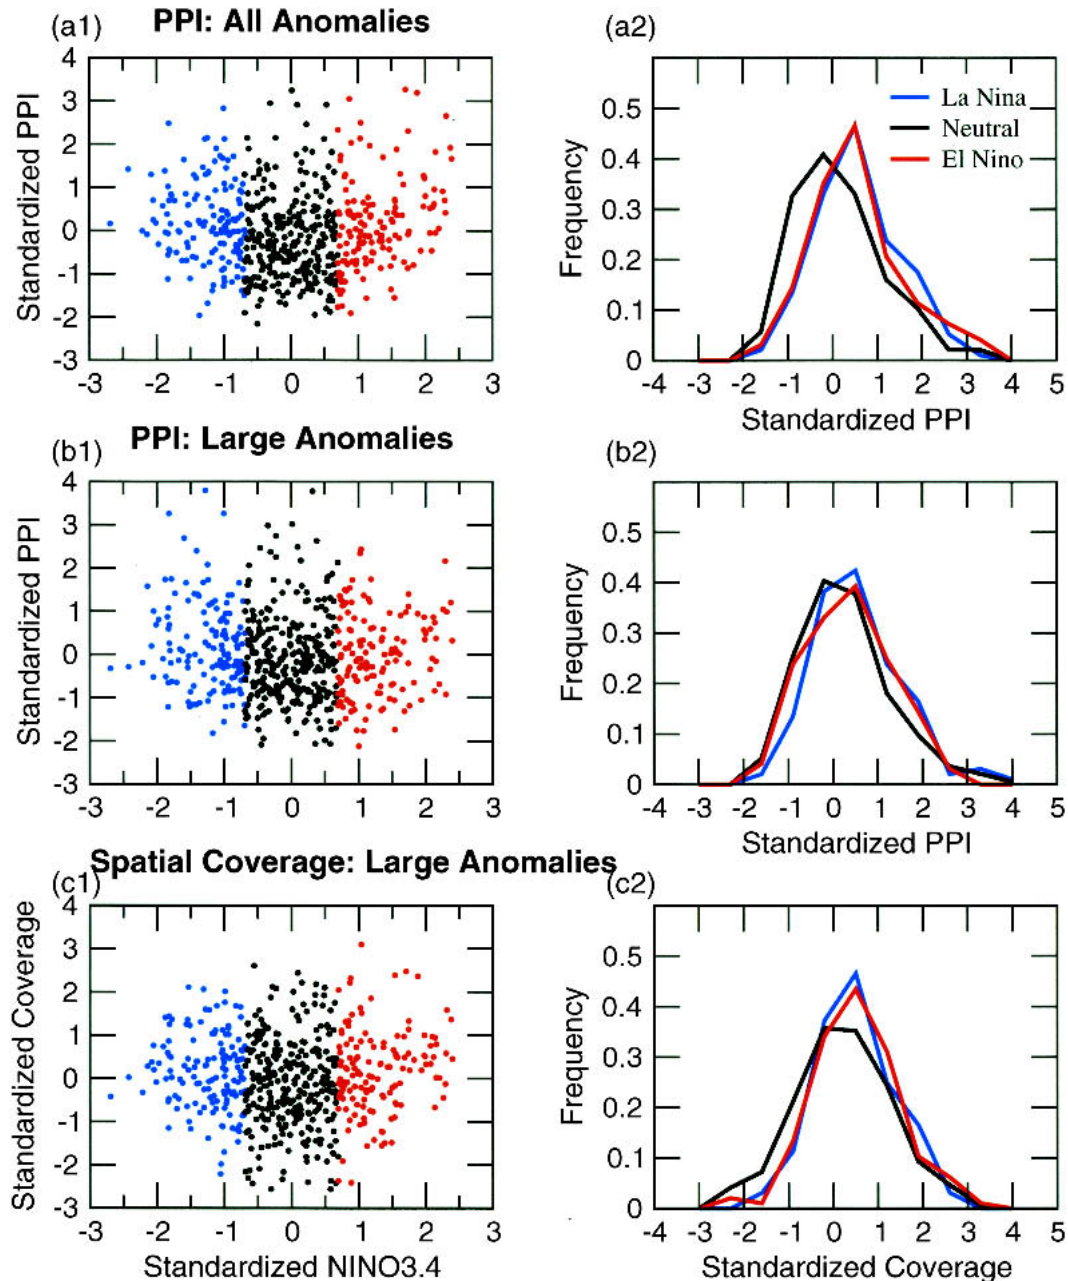 (a1) PPI: All Anomalies
Standardized PPI
4
3
2
1
0
-1
-2
-3
-3 -2 -1 0 1 2 3
(a2)
Frequency
0.5
0.4
0.3
0.2
0.1
0
La Nina
Neutral
El Nino
-4 -3 -2 -1 0 1 2 3 4 5
Standardized PPI
(b1) PPI: Large Anomalies
Standardized PPI
4
3
2
1
0
-1
-2
-3
-3 -2 -1 0 1 2 3
(b2)
Frequency
0.5
0.4
0.3
0.2
0.1
0
-4 -3 -2 -1 0 1 2 3 4 5
Standardized PPI
Spatial Coverage: Large Anomalies
(c1)
Standardized Coverage
4
3
2
1
0
-1
-2
-3
-3 -2 -1 0 1 2 3
Standardized NINO3.4
(c2)
Frequency
0.5
0.4
0.3
0.2
0.1
0
-4 -3 -2 -1 0 1 2 3 4 5
Standardized Coverage